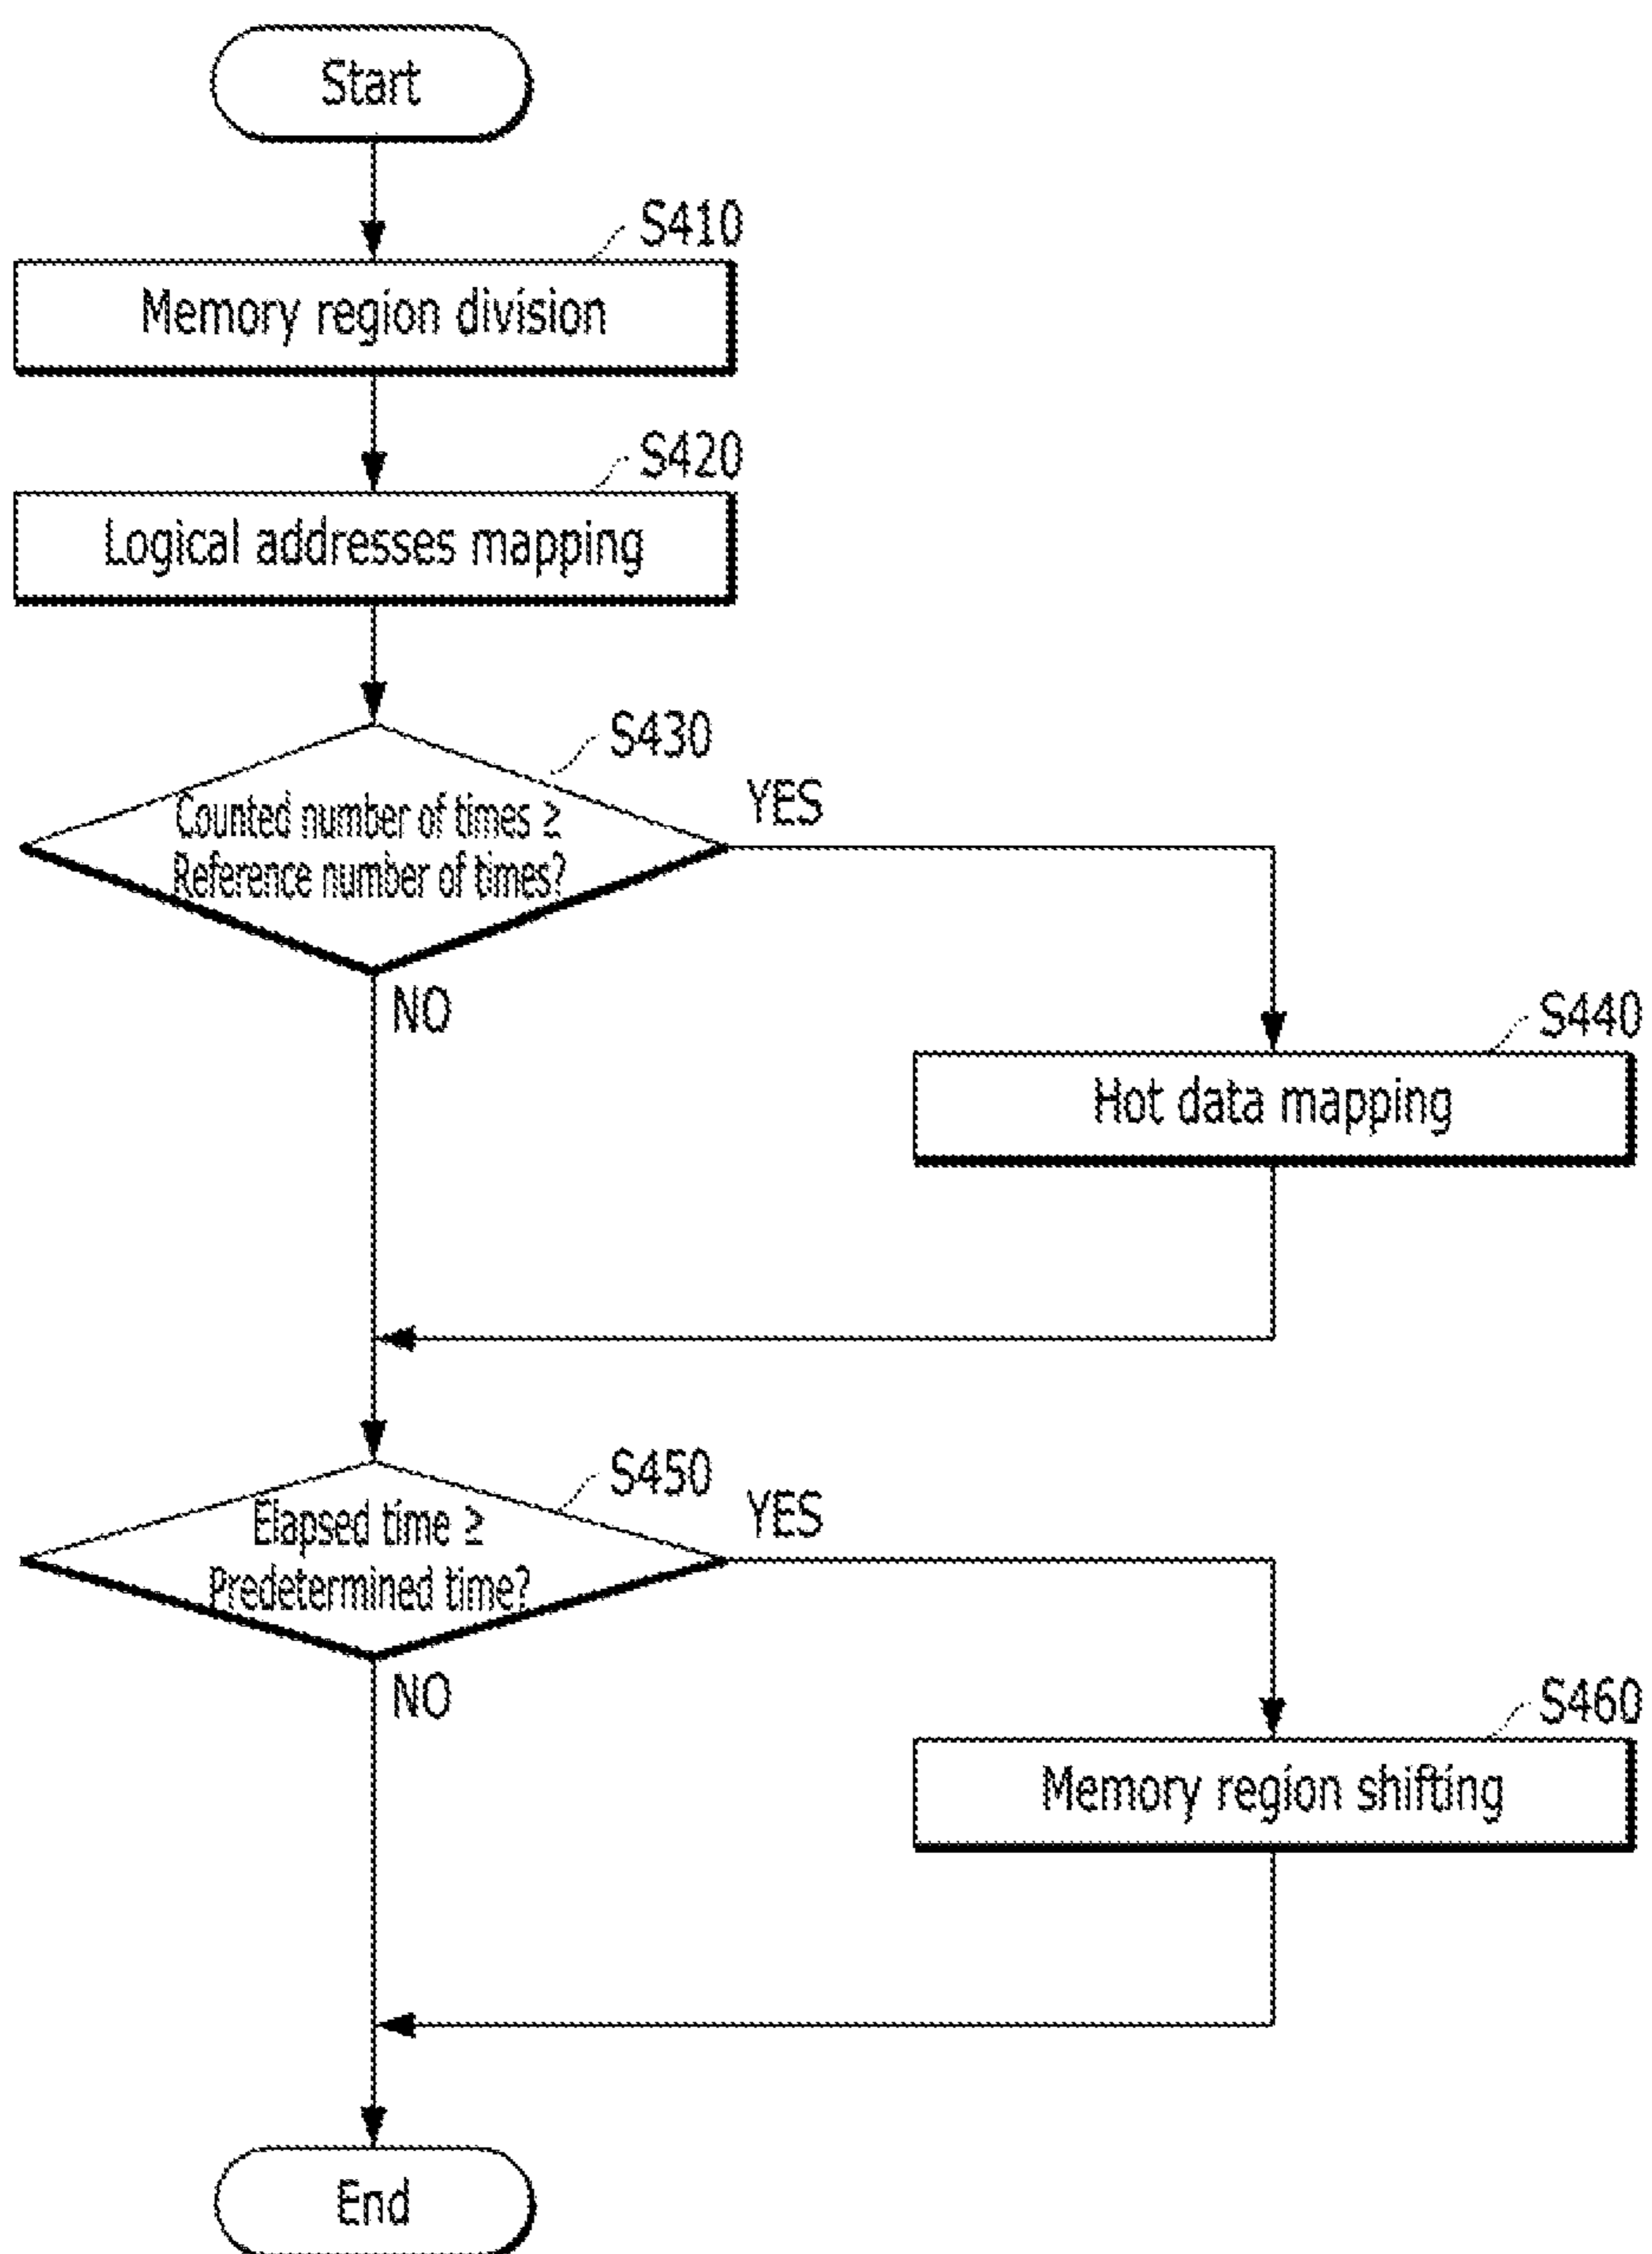 Start
S410
Memory region division
S420
Logical addresses mapping
S430
Counted number of times ≥
Reference number of times?
YES
NO
S440
Hot data mapping
S450
Elapsed time ≥
Predetermined time?
YES
NO
S460
Memory region shifting
End